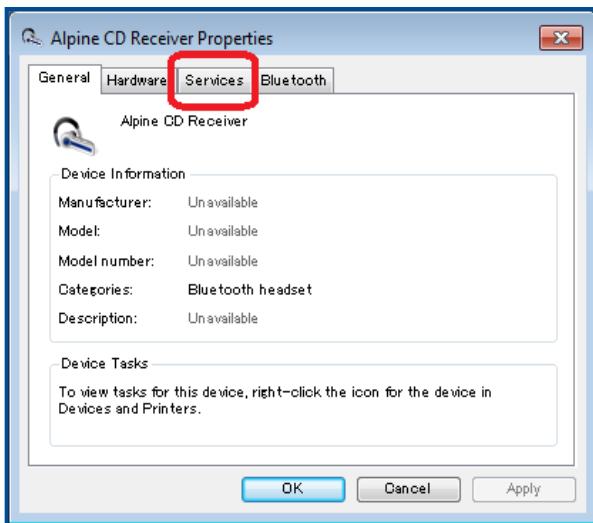 Alpine CD Receiver Properties
General Hardware Services Bluetooth
Alpine CD Receiver
Device Information
Manufacturer: Unavailable
Model: Unavailable
Model number: Unavailable
Categories: Bluetooth headset
Description: Unavailable
Device Tasks
To view tasks for this device, right-click the icon for the device in
Devices and Printers.
OK Cancel Apply